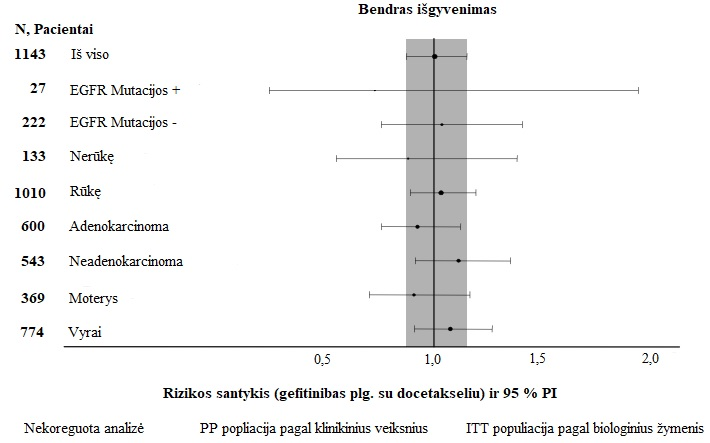 Bendras išgyvenimas
N, Pacientai
1143 Iš viso
27 EGFR Mutacijos +
222 EGFR Mutacijos -
133 Nerūkę
1010 Rūkę
600 Adenokarcinoma
543 Neadenokarcinoma
369 Moterys
774 Vyrai
0,5 1,0 1,5 2,0
Rizikos santykis (gefitinibas plg. su docetakseliu) ir 95 % PI
Nekoreguota analizė PP popliacija pagal klinikinius veiksnius ITT populiacija pagal biologinius žymenis